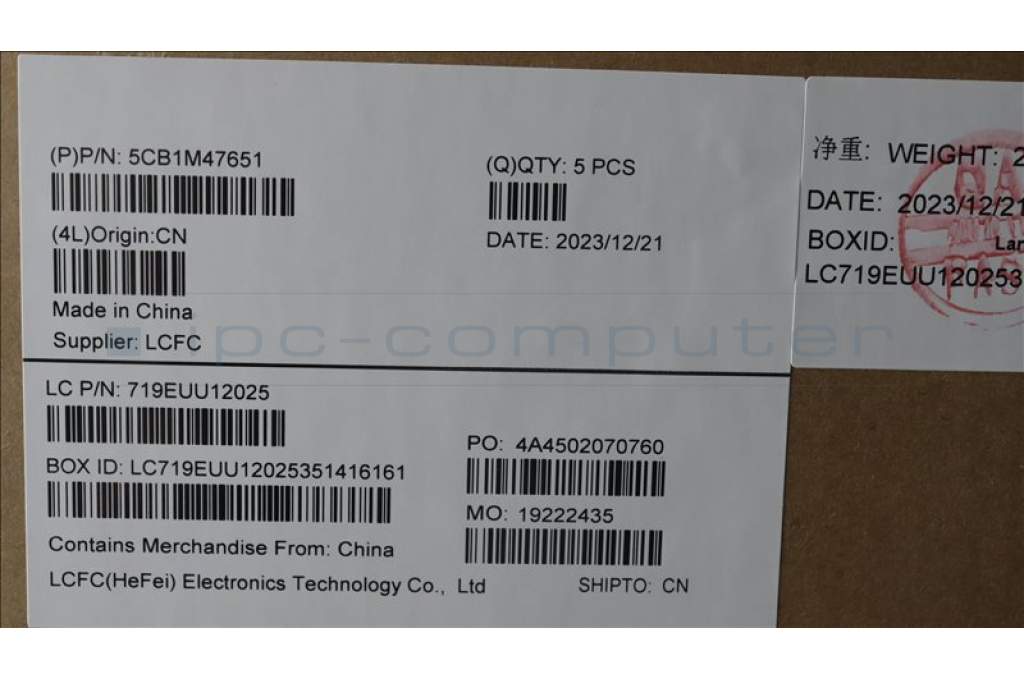 (P)P/N: 5CB1M47651
(4L)Origin:CN
Made in China
Supplier: LCFC
(Q)QTY: 5 PCS
DATE: 2023/12/21
LC P/N: 719EUU12025
BOX ID: LC719EUU12025351416161
Contains Merchandise From: China
LCFC(HeFei) Electronics Technology Co., Ltd
PO: 4A4502070760
MO: 19222435
SHIPTO: CN
净重: WEIGHT: 2
DATE: 2023/12/21
BOXID:
LC719EUU120253
ipc-computer